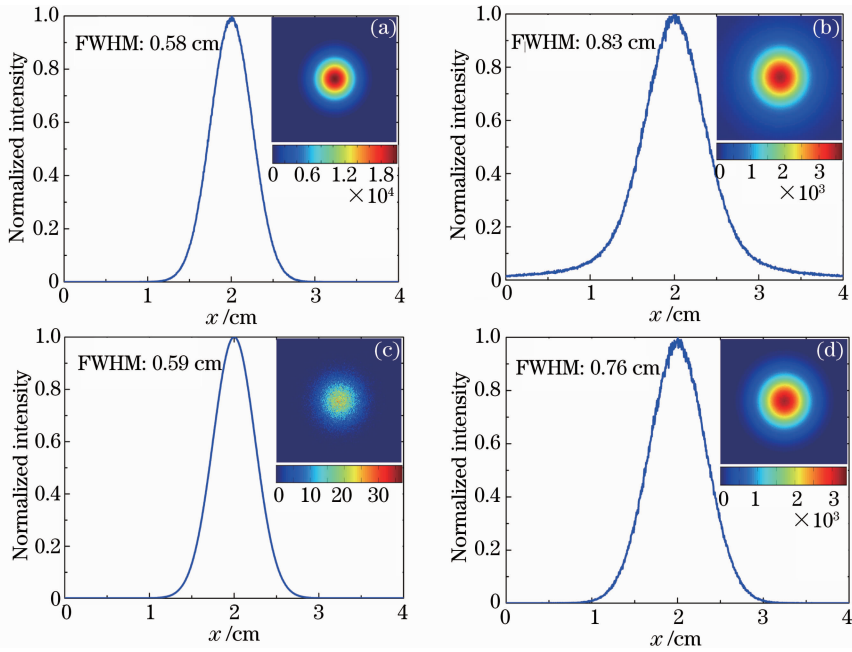 (a)
FWHM: 0.58 cm
Normalized intensity
1.0
0.8
0.6
0.4
0.2
0
0 0.6 1.2 1.8
×10⁴
0 1 2 3 4
x/cm
(b)
FWHM: 0.83 cm
Normalized intensity
1.0
0.8
0.6
0.4
0.2
0
0 1 2 3
×10³
0 1 2 3 4
x/cm
(c)
FWHM: 0.59 cm
Normalized intensity
1.0
0.8
0.6
0.4
0.2
0
0 10 20 30
0 1 2 3 4
x/cm
(d)
FWHM: 0.76 cm
Normalized intensity
1.0
0.8
0.6
0.4
0.2
0
0 1 2 3
×10³
0 1 2 3 4
x/cm